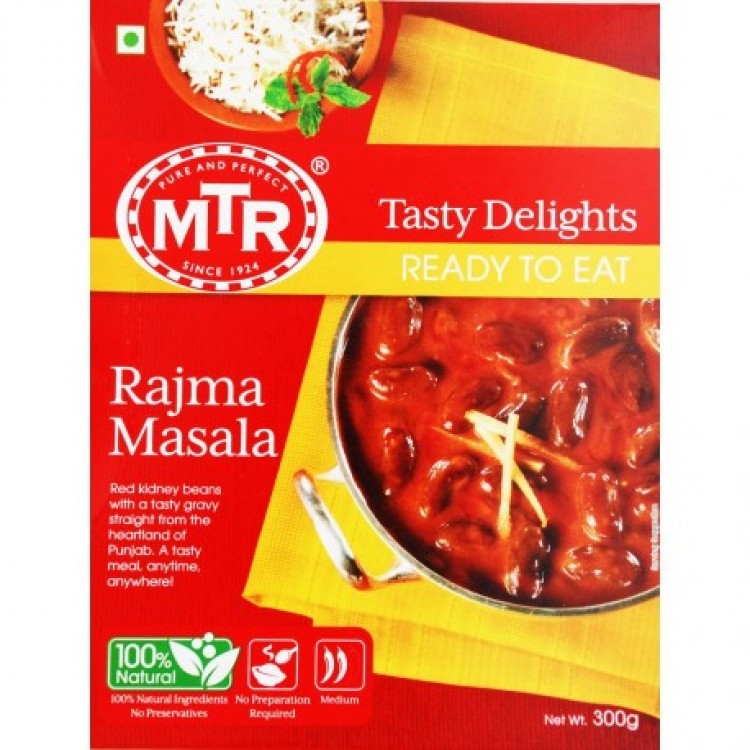 PURE AND PERFECT
MTR®
SINCE 1924
Tasty Delights
READY TO EAT
Rajma
Masala
Red kidney beans
with a tasty gravy
straight from the
heartland of
Punjab. A tasty
meal, anytime,
anywhere!
100%
Natural
100% Natural Ingredients
No Preservatives
No Preparation
Required
Medium
Serving Suggestion
Net Wt. 300g